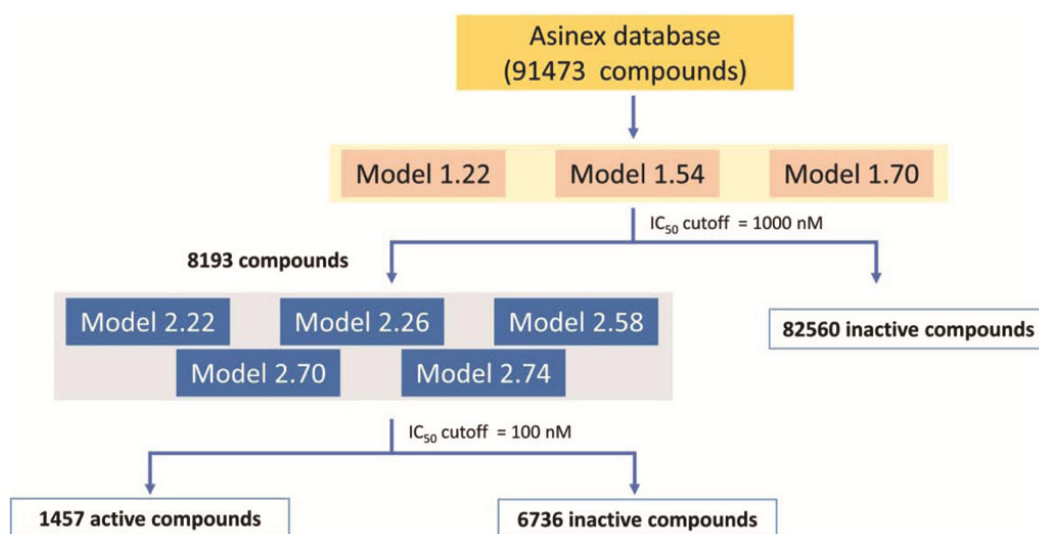 Asinex database
(91473 compounds)
Model 1.22
Model 1.54
Model 1.70
IC₅₀ cutoff = 1000 nM
8193 compounds
Model 2.22
Model 2.26
Model 2.58
82560 inactive compounds
Model 2.70
Model 2.74
IC₅₀ cutoff = 100 nM
1457 active compounds
6736 inactive compounds